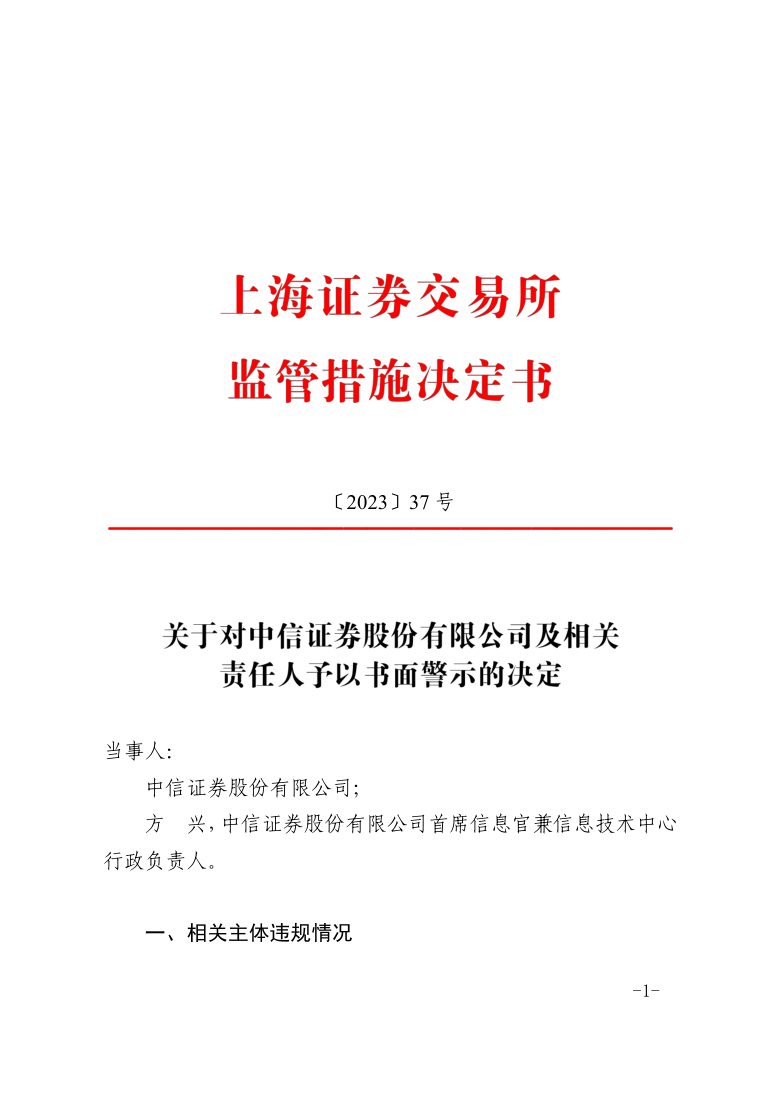 上海证券交易所
监管措施决定书
〔2023〕37 号
关于对中信证券股份有限公司及相关
责任人予以书面警示的决定
当事人：
中信证券股份有限公司；
方　兴，中信证券股份有限公司首席信息官兼信息技术中心
行政负责人。
一、相关主体违规情况
-1-